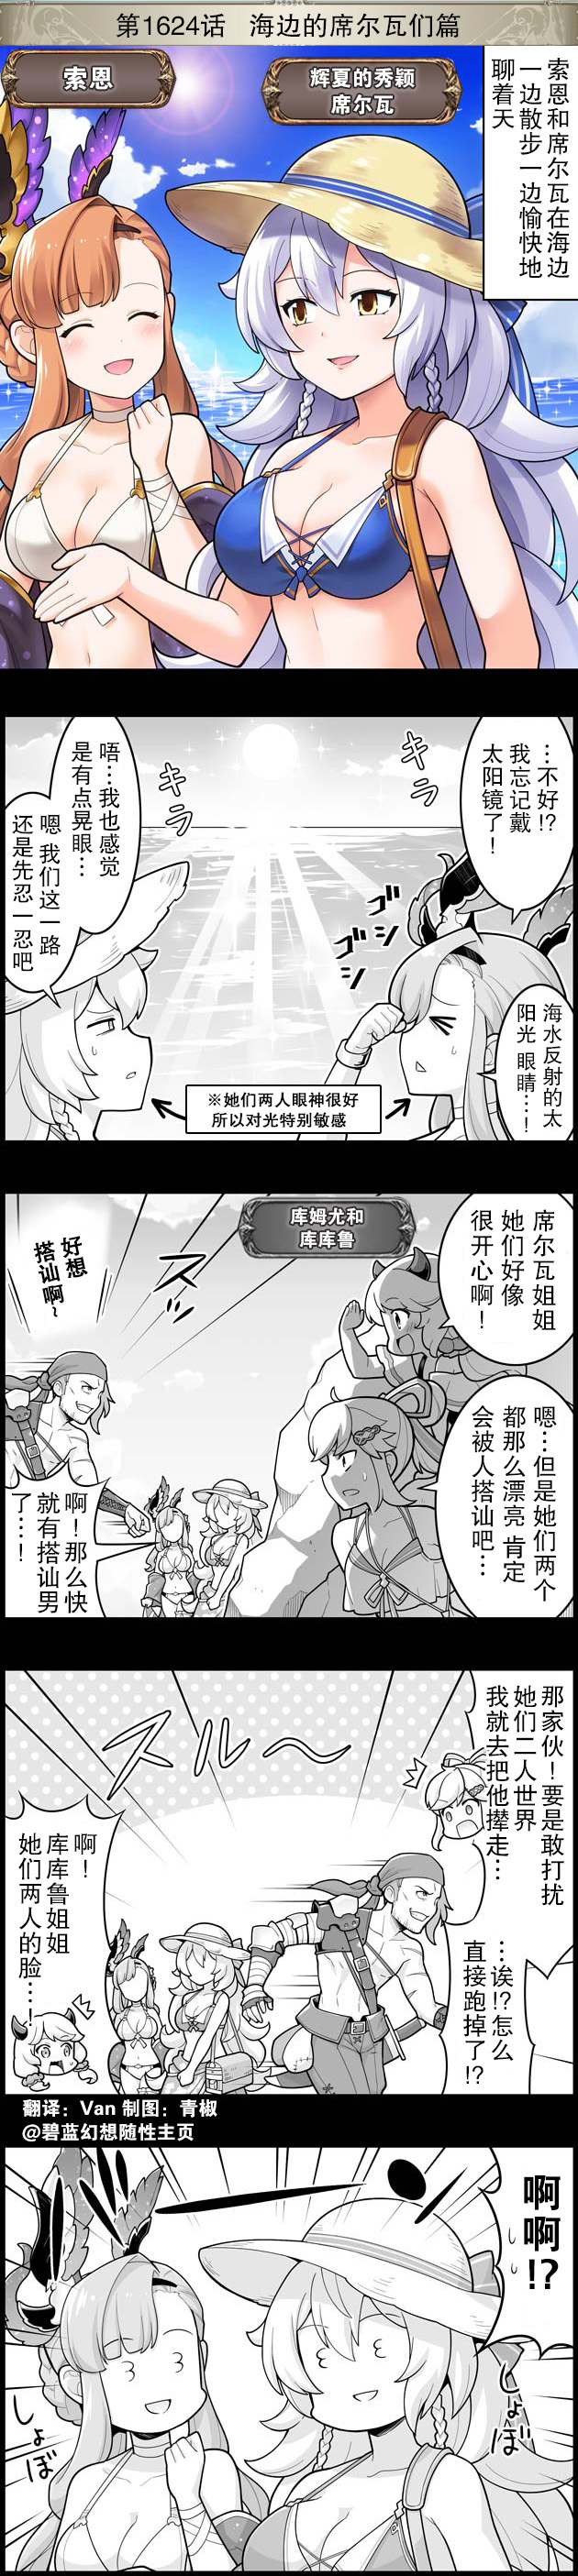 第1624话 海边的席尔瓦们篇
索恩和席尔瓦在海边
一边散步一边愉快地
聊着天
辉夏的秀颖
席尔瓦
索恩
…不好!?
我忘记戴
太阳镜了！
海水反射的太
阳光 眼睛…！
キラ
キラ
ゴシ
ゴシ
唔…我也感觉
是有点晃眼…
嗯 我们这一路
还是先忍一忍吧
※她们两人眼神很好
所以对光特别敏感
库姆尤和
库库鲁
席尔瓦姐姐
她们好像
很开心啊！
嗯…但是她们两个
都那么漂亮 肯定
会被人搭讪吧…
スッ
好想
搭讪啊~
啊！那么快
就有搭讪男
了…！
那家伙！要是敢打扰
她们二人世界
我就去把他撵走…
…诶!?怎么
直接跑掉了!?
スルー～
啊！
库库鲁姐姐
她们两人的脸…！
翻译：Van 制图：青椒
@碧蓝幻想随性主页
啊啊!?
しょぼ
しょぼ